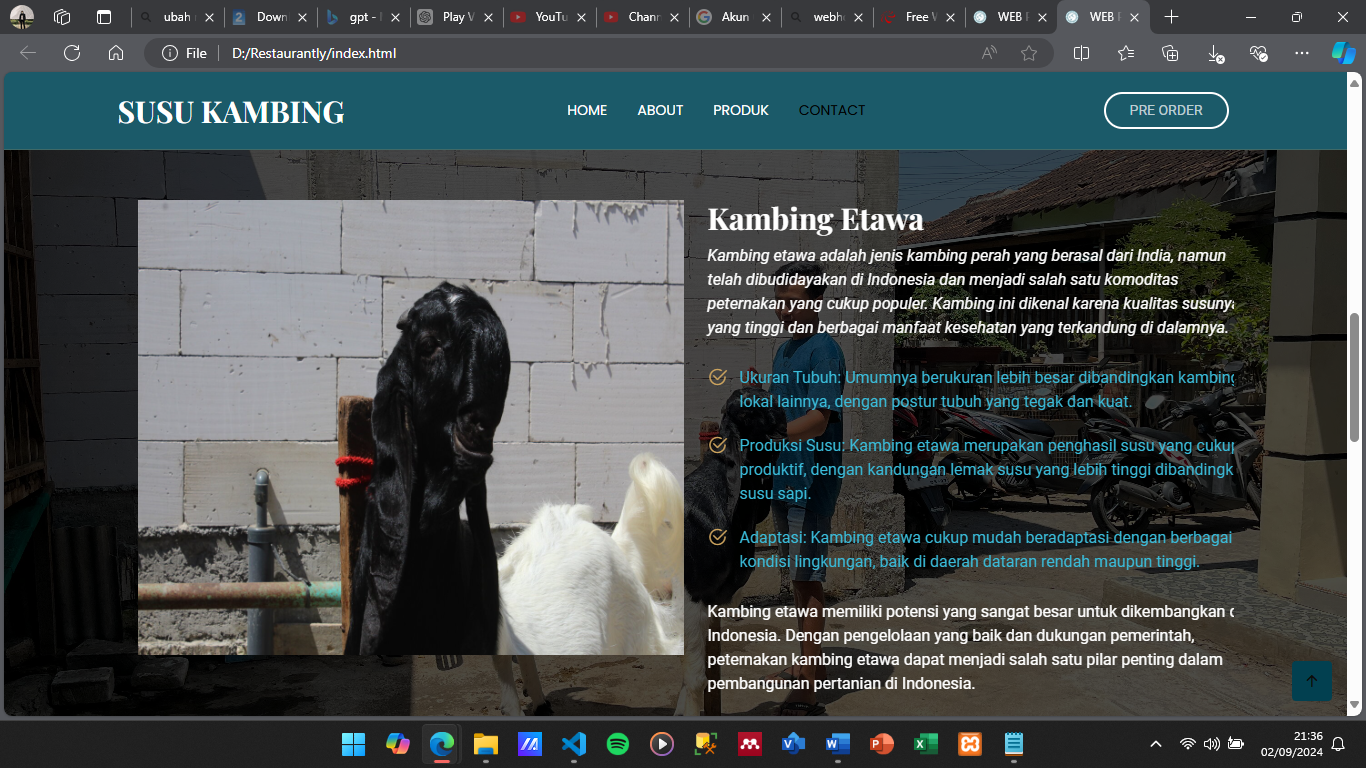 ubah
Down
gpt -
Play V
YouTu
Chann
Akun
webh
Free
WEB
WEB
File
D:/Restaurantly/index.html
SUSU KAMBING
HOME ABOUT PRODUK CONTACT
PRE ORDER
Kambing Etawa
Kambing etawa adalah jenis kambing perah yang berasal dari India, namun
telah dibudidayakan di Indonesia dan menjadi salah satu komoditas
peternakan yang cukup populer. Kambing ini dikenal karena kualitas susunya
yang tinggi dan berbagai manfaat kesehatan yang terkandung di dalamnya.
Ukuran Tubuh: Umumnya berukuran lebih besar dibandingkan kambing
lokal lainnya, dengan postur tubuh yang tegak dan kuat.
Produksi Susu: Kambing etawa merupakan penghasil susu yang cukup
produktif, dengan kandungan lemak susu yang lebih tinggi dibandingk
susu sapi.
Adaptasi: Kambing etawa cukup mudah beradaptasi dengan berbagai
kondisi lingkungan, baik di daerah dataran rendah maupun tinggi.
Kambing etawa memiliki potensi yang sangat besar untuk dikembangkan
Indonesia. Dengan pengelolaan yang baik dan dukungan pemerintah,
peternakan kambing etawa dapat menjadi salah satu pilar penting dalam
pembangunan pertanian di Indonesia.
21:36
02/09/2024